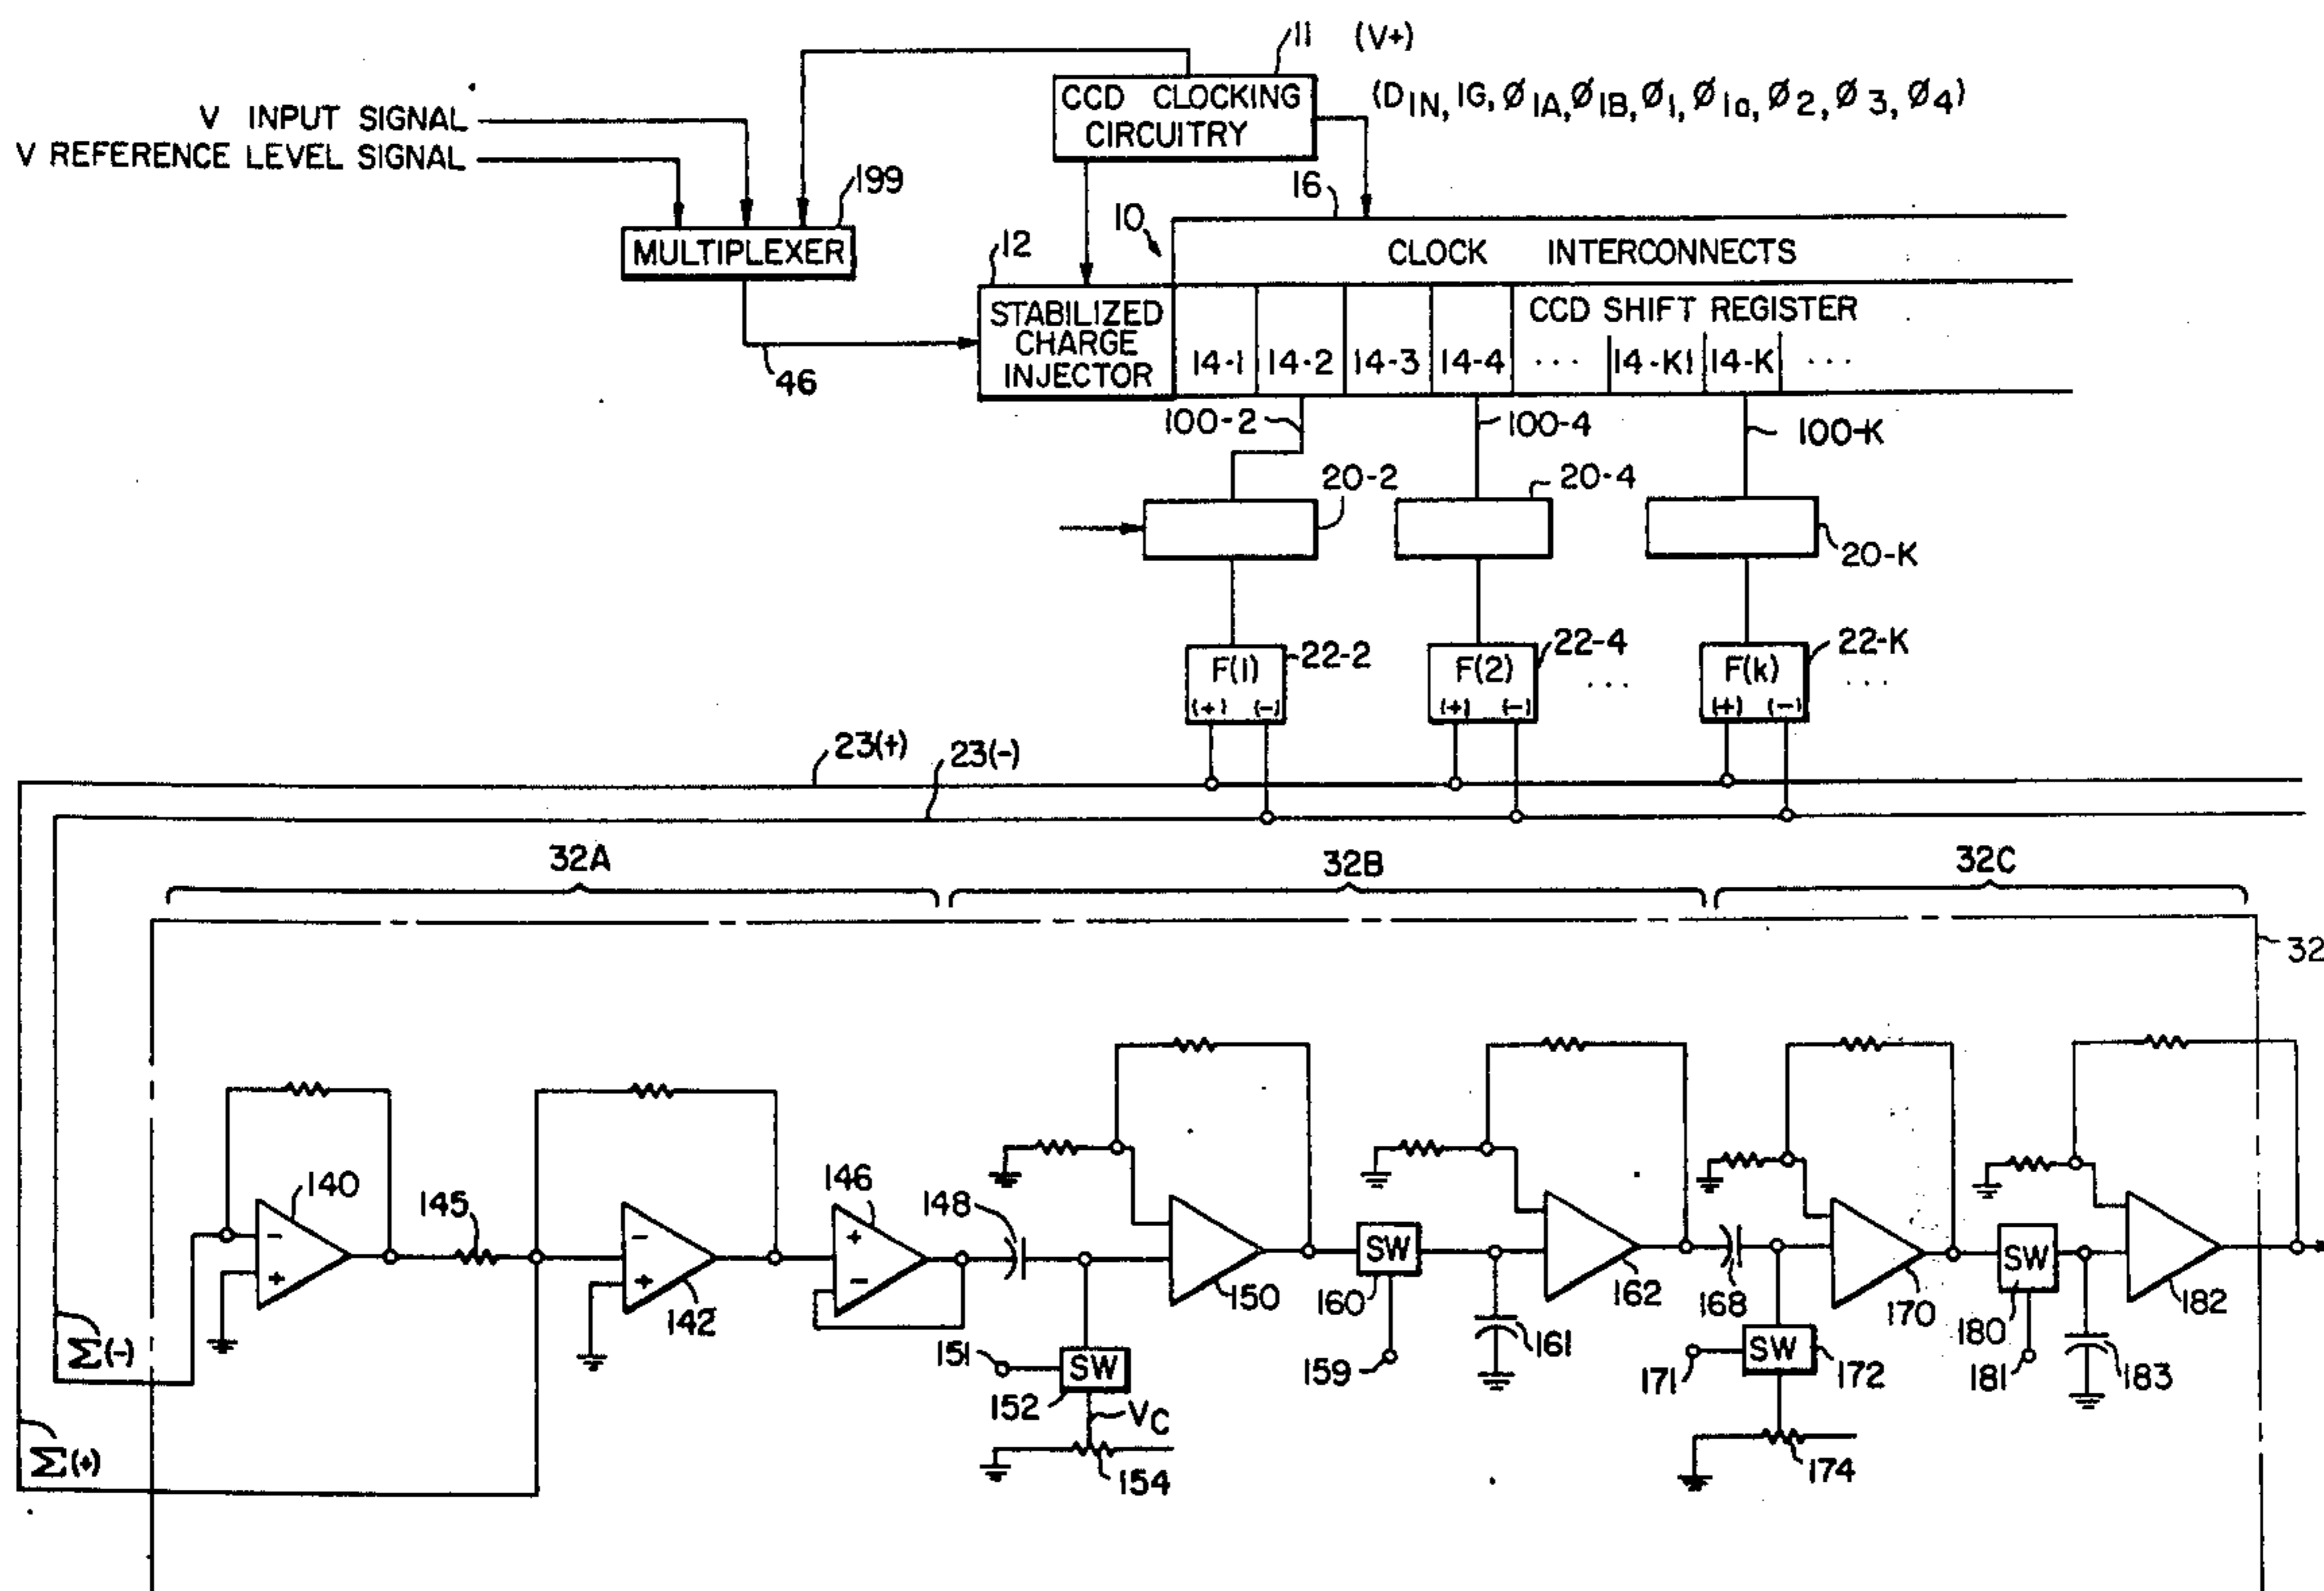 11 (V+)
CCD CLOCKING
CIRCUITRY
(D1N, IG, Ø1A, Ø1B, Ø1, Ø1a, Ø2, Ø3, Ø4)
V INPUT SIGNAL
V REFERENCE LEVEL SIGNAL
199
MULTIPLEXER
16
10
12
CLOCK INTERCONNECTS
STABILIZED
CHARGE
INJECTOR
CCD SHIFT REGISTER
14-1 14-2 14-3 14-4 ... 14-K1 14-K ...
46
100-2 100-4 100-K
20-2 20-4
20-K
F(1) 22-2 F(2) 22-4 ... F(k) 22-K ...
(+) (-) (+) (-) (+) (-)
23(+) 23(-)
32A 32B 32C
32
140 145 146 148
- - +
+ + -
142 150 SW 160 162 168 170 SW 180 182
Σ(-)
151 SW 159 161 171 SW 172 181 183
152 VC
Σ(+)
154 174